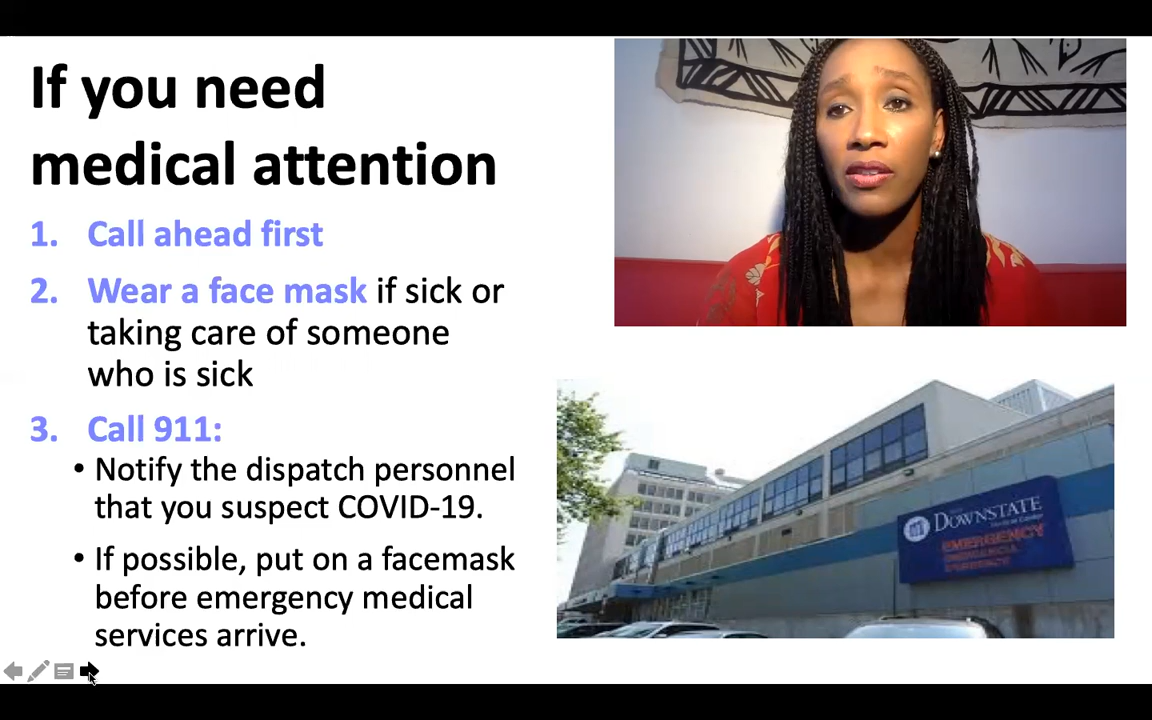 If you need
medical attention
1. Call ahead first
2. Wear a face mask if sick or
taking care of someone
who is sick
3. Call 911:
• Notify the dispatch personnel
that you suspect COVID-19.
• If possible, put on a facemask
before emergency medical
services arrive.
DOWNSTATE
EMERGENCY